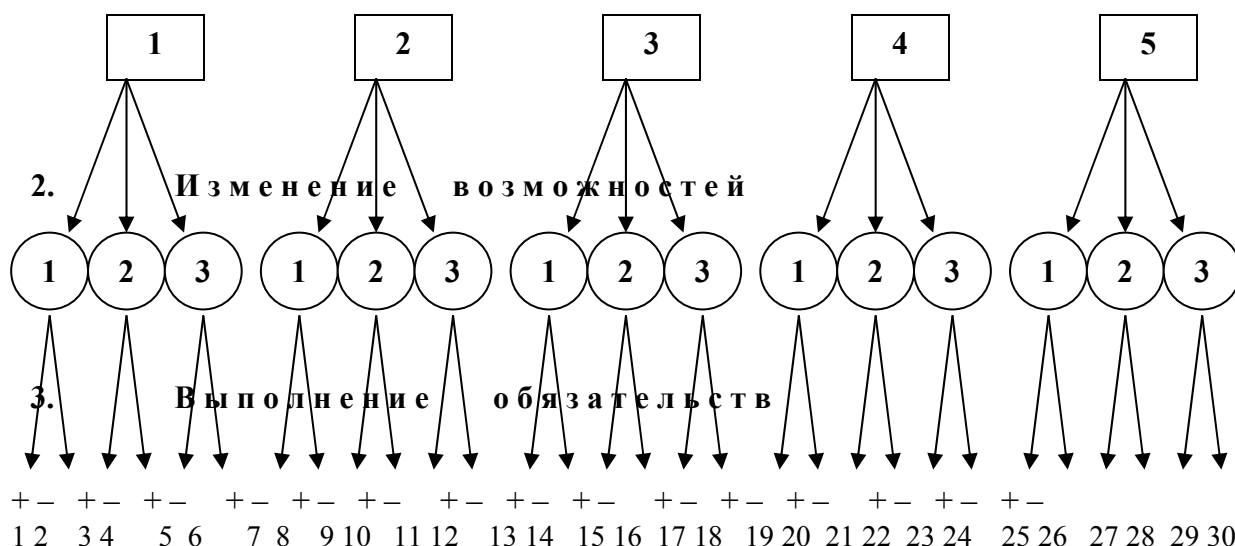 1 2 3 4 5
2. Изменение возможностей
1 2 3 1 2 3 1 2 3 1 2 3 1 2 3
3. Выполнение обязательств
+ – + – + – + – + – + – + – + – + – + – + – + – + – + – + –
1 2 3 4 5 6 7 8 9 10 11 12 13 14 15 16 17 18 19 20 21 22 23 24 25 26 27 28 29 30